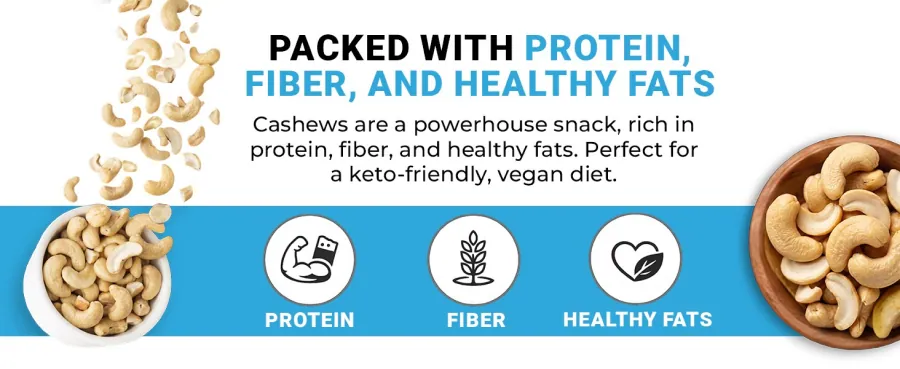 PACKED WITH PROTEIN,
FIBER, AND HEALTHY FATS
Cashews are a powerhouse snack, rich in
protein, fiber, and healthy fats. Perfect for
a keto-friendly, vegan diet.
PROTEIN
FIBER
HEALTHY FATS